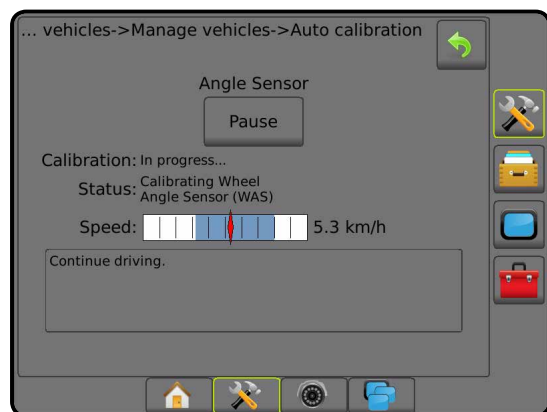 ... vehicles->Manage vehicles->Auto calibration
Angle Sensor
Pause
Calibration: In progress...
Status: Calibrating Wheel
Angle Sensor (WAS)
Speed: 5.3 km/h
Continue driving.